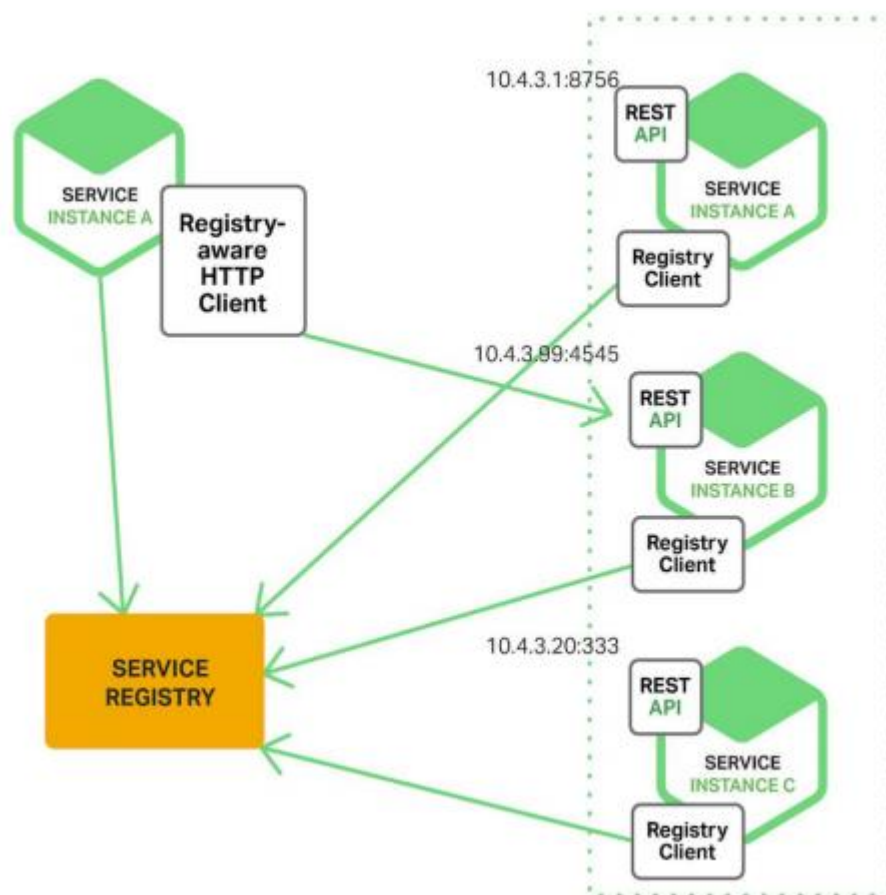 10.4.3.1:8756
REST
API
SERVICE
INSTANCE A
Registry
Client
SERVICE
INSTANCE A
Registry-
aware
HTTP
Client
10.4.3.99:4545
REST
API
SERVICE
INSTANCE B
Registry
Client
10.4.3.20:333
REST
API
SERVICE
INSTANCE C
Registry
Client
SERVICE
REGISTRY